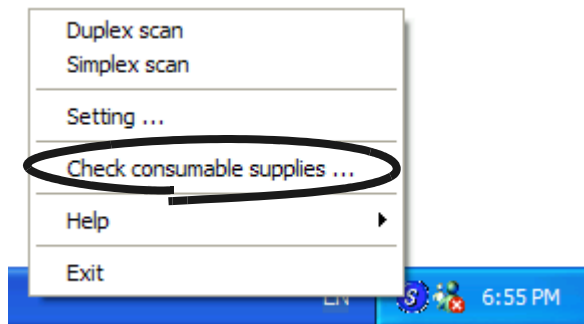 Duplex scan
Simplex scan
Setting ...
Check consumable supplies ...
Help
Exit
EN
S
6:55 PM